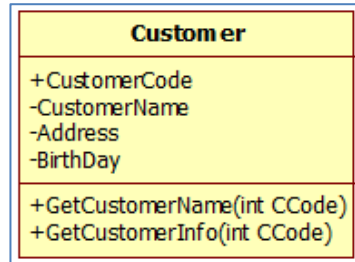 Customer
+CustomerCode
-CustomerName
-Address
-BirthDay
+GetCustomerName(int CCode)
+GetCustomerInfo(int CCode)